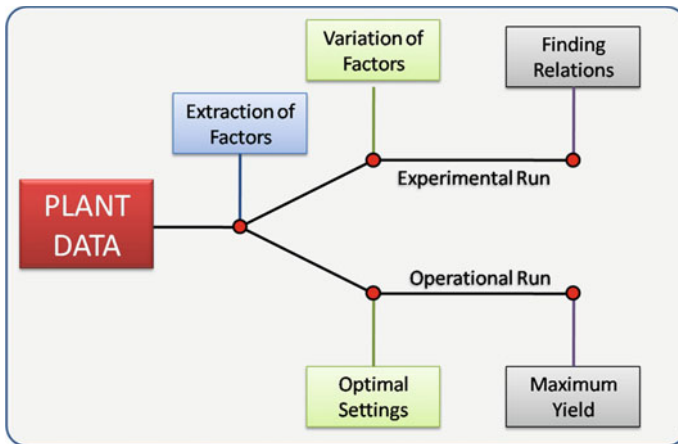 Variation of
Factors
Finding
Relations
Extraction of
Factors
Experimental Run
PLANT
DATA
Operational Run
Optimal
Settings
Maximum
Yield